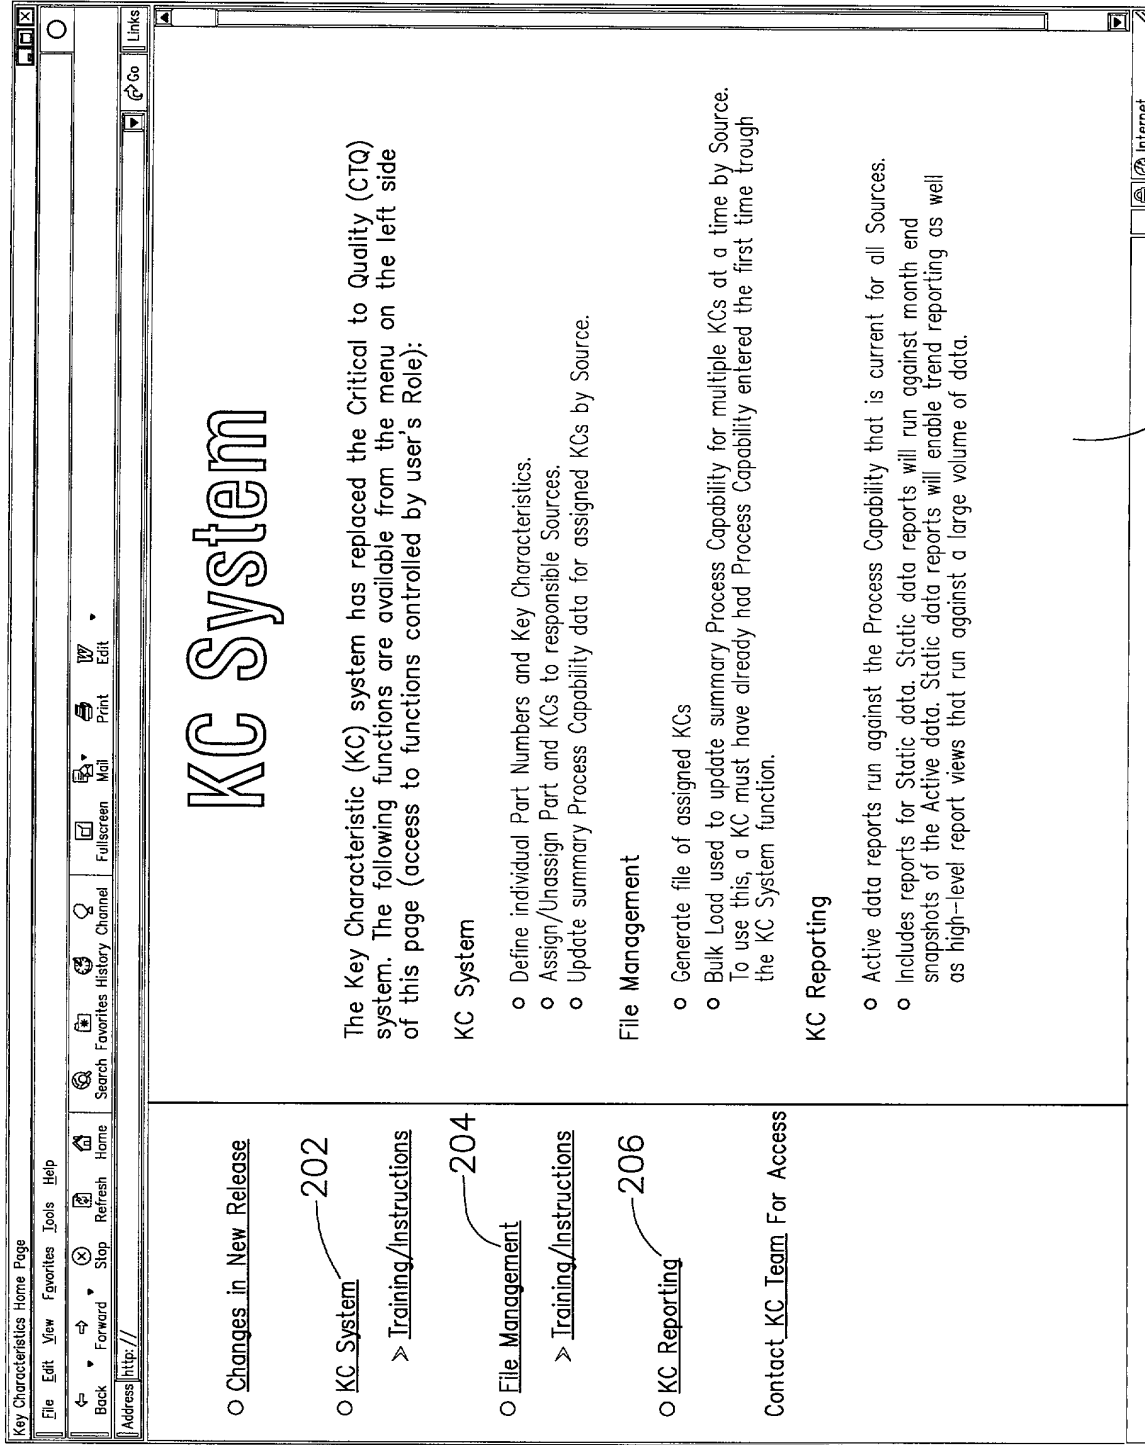 Key Characteristics Home Page
File Edit View Favorites Tools Help
Back Forward Stop Refresh Home Search Favorites History Channel Fullscreen Mail Print Edit
Address http:// Go Links
Changes in New Release
KC System
202
>> Training/Instructions
File Management
204
>> Training/Instructions
KC Reporting
206
Contact KC Team For Access
KC System
The Key Characteristic (KC) system has replaced the Critical to Quality (CTQ)
system. The following functions are available from the menu on the left side
of this page (access to functions controlled by user's Role):
KC System
o Define individual Part Numbers and Key Characteristics.
o Assign/Unassign Part and KCs to responsible Sources.
o Update summary Process Capability data for assigned KCs by Source.
File Management
o Generate file of assigned KCs
o Bulk Load used to update summary Process Capability for multiple KCs at a time by Source.
To use this, a KC must have already had Process Capability entered the first time trough
the KC System function.
KC Reporting
o Active data reports run against the Process Capability that is current for all Sources.
o Includes reports for Static data. Static data reports will run against month end
snapshots of the Active data. Static data reports will enable trend reporting as well
as high-level report views that run against a large volume of data.
Internet